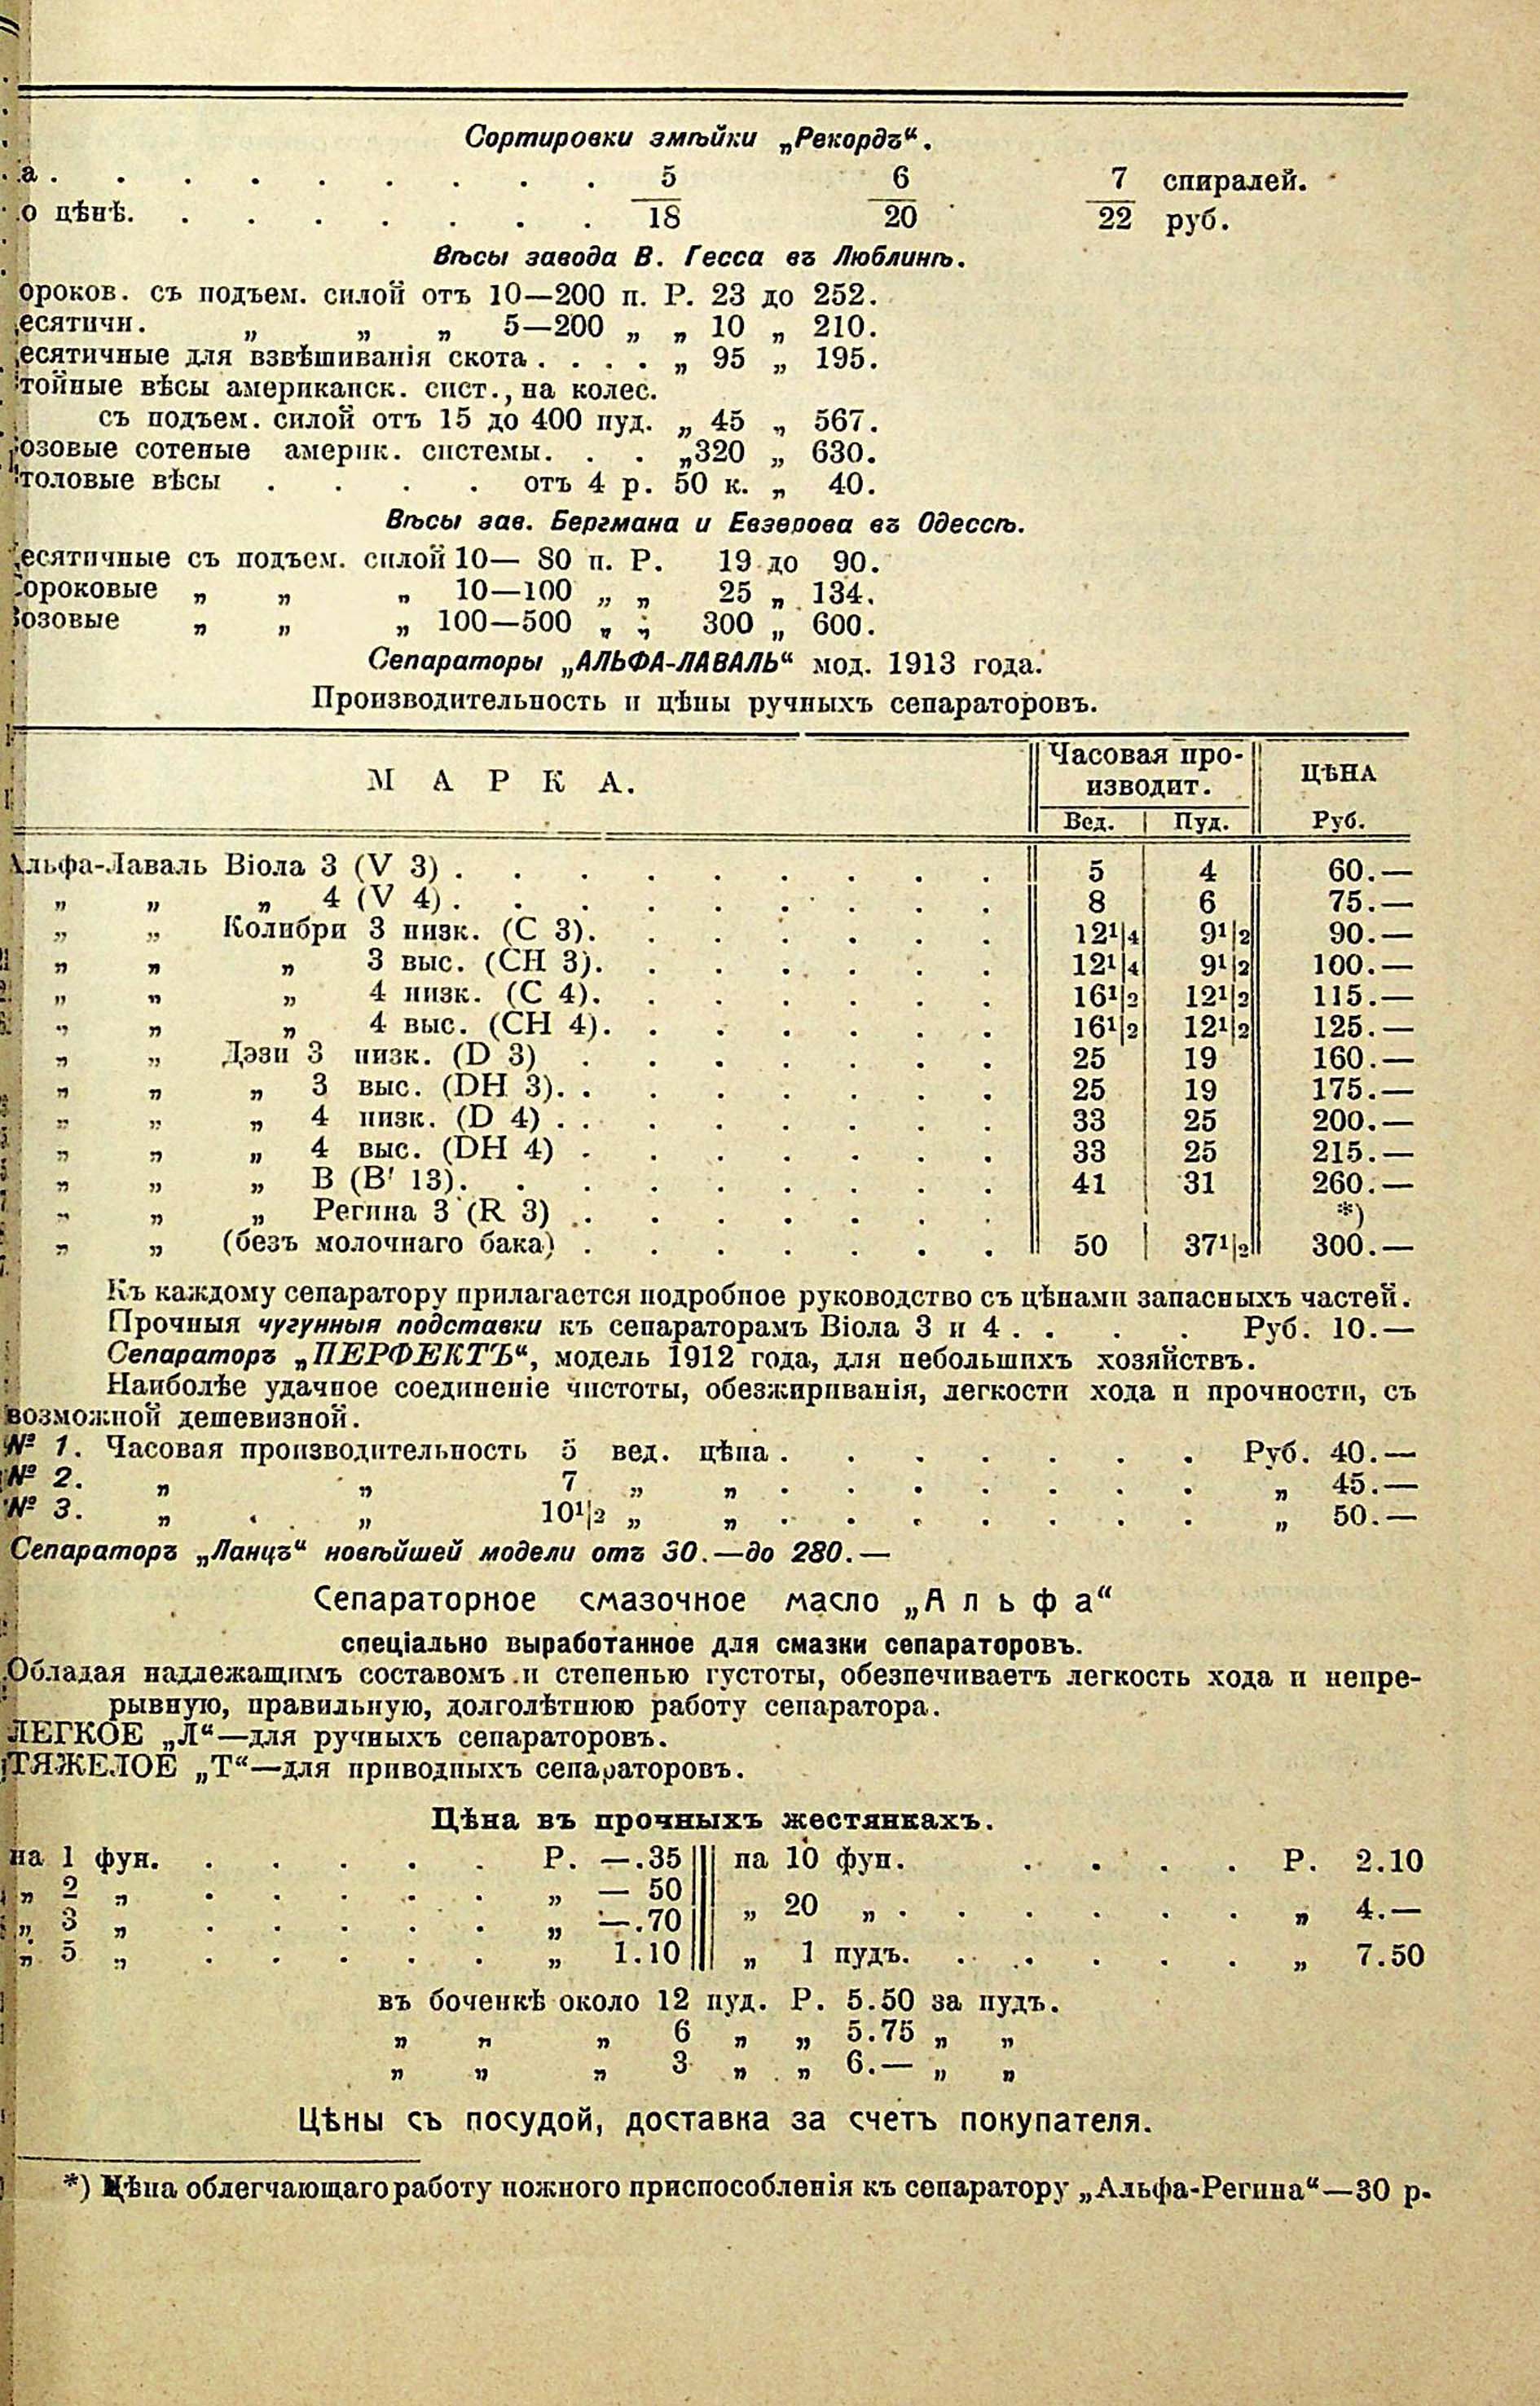 Сортировки змѣйки „Рекордъ“.
. . . . . . . . . 5 6 7 спиралей.
цѣнѣ. . . . . . . . 18 20 22 руб.
Вѣсы завода В. Гесса въ Люблинѣ.
ороков. съ подъем. силой отъ 10—200 п. Р. 23 до 252.
есятичн. „ „ „ 5—200 „ „ 10 „ 210.
есятичные для взвѣшиванія скота . . . . „ 95 „ 195.
тойные вѣсы американск. сист., на колес.
съ подъем. силой отъ 15 до 400 пуд. „ 45 „ 567.
озовые сотеные америк. системы. . . „320 „ 630.
толовые вѣсы . . . . отъ 4 р. 50 к. „ 40.
Вѣсы зав. Бергмана и Евзерова въ Одессѣ.
есятичные съ подъем. силой 10— 80 п. Р. 19 до 90.
ороковые „ „ „ 10—100 „ „ 25 „ 134.
озовые „ „ „ 100—500 „ „ 300 „ 600.
Сепараторы „АЛЬФА-ЛАВАЛЬ“ мод. 1913 года.
Производительность и цѣны ручныхъ сепараторовъ.
МАРКА. Часовая про- ЦѢНА
изводит.
Вед. Пуд. Руб.
Альфа-Лаваль Віола 3 (V 3) . . . . . . . . . 5 4 60.—
„ „ „ 4 (V 4) . . . . . . . . . 8 6 75.—
„ „ Колибри 3 низк. (C 3). . . . . . . 12¹|₄ 9¹|₂ 90.—
„ „ „ 3 выс. (CH 3). . . . . . . 12¹|₄ 9¹|₂ 100.—
„ „ „ 4 низк. (C 4). . . . . . . 16¹|₂ 12¹|₂ 115.—
„ „ „ 4 выс. (CH 4). . . . . . . 16¹|₂ 12¹|₂ 125.—
„ „ Дэзи 3 низк. (D 3) . . . . . . . 25 19 160.—
„ „ „ 3 выс. (DH 3). . . . . . . . 25 19 175.—
„ „ „ 4 низк. (D 4) . . . . . . . . 33 25 200.—
„ „ „ 4 выс. (DH 4) . . . . . . . 33 25 215.—
„ „ „ B (B' 13). . . . . . . . . 41 31 260.—
„ „ „ Регина 3 (R 3) . . . . . . . . *)
„ „ (безъ молочнаго бака) . . . . . . . 50 37¹|₂ 300.—
Къ каждому сепаратору прилагается подробное руководство съ цѣнами запасныхъ частей.
Прочныя чугунныя подставки къ сепараторамъ Віола 3 и 4 . . . . Руб. 10.—
Сепараторъ „ПЕРФЕКТЪ“, модель 1912 года, для небольшихъ хозяйствъ.
Наиболѣе удачное соединеніе чистоты, обезжириванія, легкости хода и прочности, съ
возможной дешевизной.
№ 1. Часовая производительность 5 вед. цѣна . . . . . . . Руб. 40.—
№ 2. „ „ 7 „ „ . . . . . . . „ 45.—
№ 3. „ „ 10¹|₂ „ „ . . . . . . . „ 50.—
Сепараторъ „Ланцъ“ новѣйшей модели отъ 30.—до 280.—
Сепараторное смазочное масло „Альфа“
спеціально выработанное для смазки сепараторовъ.
Обладая надлежащимъ составомъ и степенью густоты, обезпечиваетъ легкость хода и непре-
рывную, правильную, долголѣтнюю работу сепаратора.
ЛЕГКОЕ „Л“—для ручныхъ сепараторовъ.
ТЯЖЕЛОЕ „Т“—для приводныхъ сепараторовъ.
Цѣна въ прочныхъ жестянкахъ.
на 1 фун. . . . . . Р. —.35 на 10 фун. . . . . Р. 2.10
„ 2 „ . . . . . „ — 50
„ 3 „ . . . . . „ —.70 „ 20 „ . . . . . . „ 4.—
„ 5 „ . . . . . „ 1.10 „ 1 пудъ. . . . . . „ 7.50
въ боченкѣ около 12 пуд. Р. 5.50 за пудъ.
„ „ „ 6 „ „ 5.75 „ „
„ „ „ 3 „ „ 6.— „ „
Цѣны съ посудой, доставка за счетъ покупателя.
*) Цѣна облегчающаго работу ножного приспособленія къ сепаратору „Альфа-Регина“—30 р.